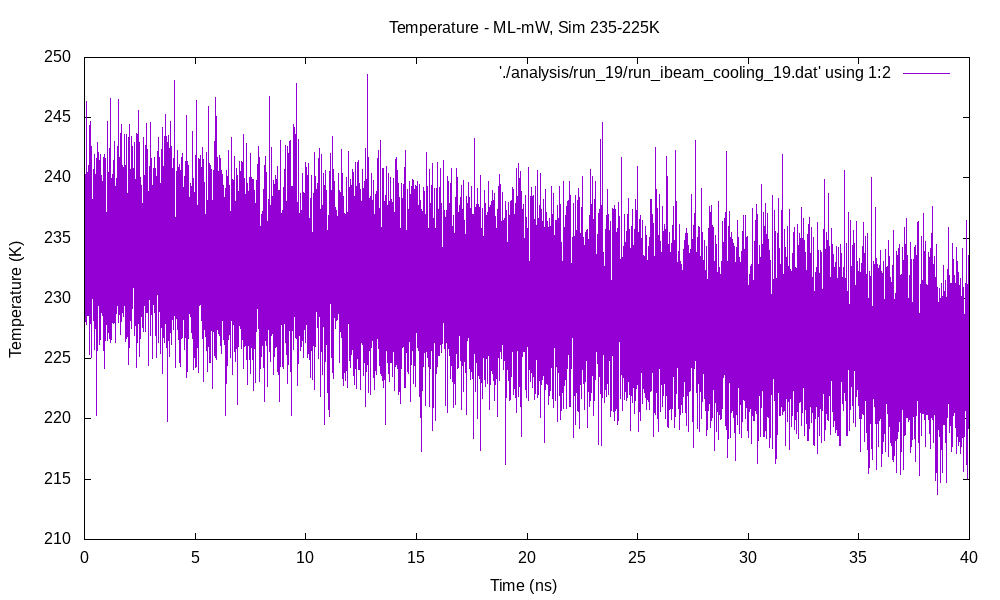 Temperature - ML-mW, Sim 235-225K
'./analysis/run_19/run_ibeam_cooling_19.dat' using 1:2
250
245
240
235
230
225
220
215
210
Temperature (K)
0 5 10 15 20 25 30 35 40
Time (ns)